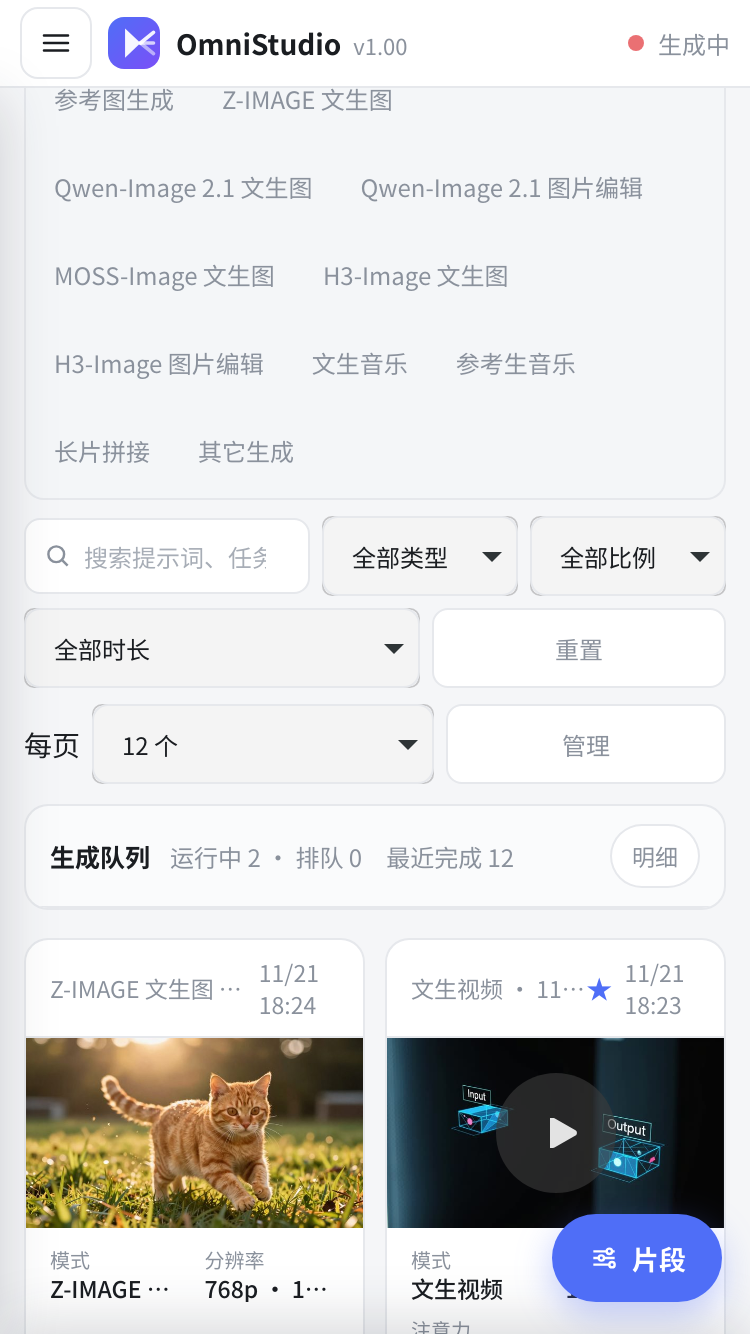 OmniStudio v1.00 生成中
参考图生成 Z-IMAGE 文生图
Qwen-Image 2.1 文生图 Qwen-Image 2.1 图片编辑
MOSS-Image 文生图 H3-Image 文生图
H3-Image 图片编辑 文生音乐 参考生音乐
长片拼接 其它生成
搜索提示词、任务 全部类型 全部比例
全部时长 重置
每页 12 个 管理
生成队列 运行中 2 · 排队 0 最近完成 12 明细
Z-IMAGE 文生图 ··· 11/21 18:24
文生视频 · 11··· ★ 11/21 18:23
Input
Output
模式 分辨率
Z-IMAGE ··· 768p · 1···
模式
文生视频
片段
注意力